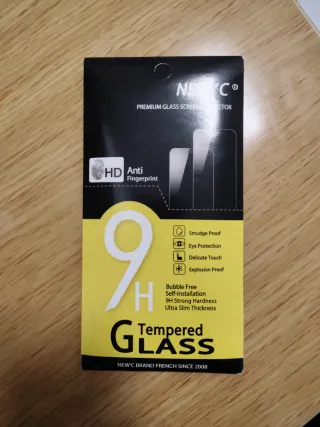 NEW'C®
PREMIUM GLASS SCREEN PROTECTOR
HD
Anti
Fingerprint
9H
Smudge Proof
Eye Protection
Delicate Touch
Explosion Proof
Bubble Free
Self-installation
9H Strong Hardness
Ultra Slim Thickness
Tempered
GLASS
NEW'C BRAND FRENCH SINCE 2008